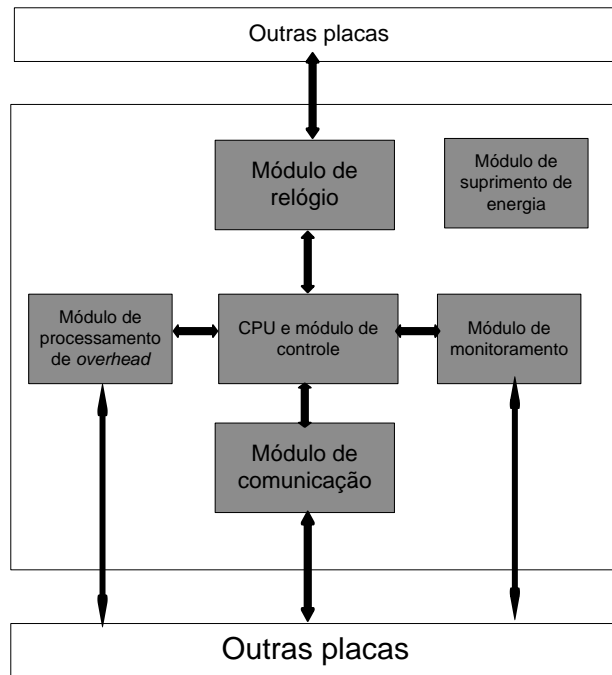 Outras placas
Módulo de
relógio
Módulo de
suprimento de
energia
Módulo de
processamento
de overhead
CPU e módulo de
controle
Módulo de
monitoramento
Módulo de
comunicação
Outras placas